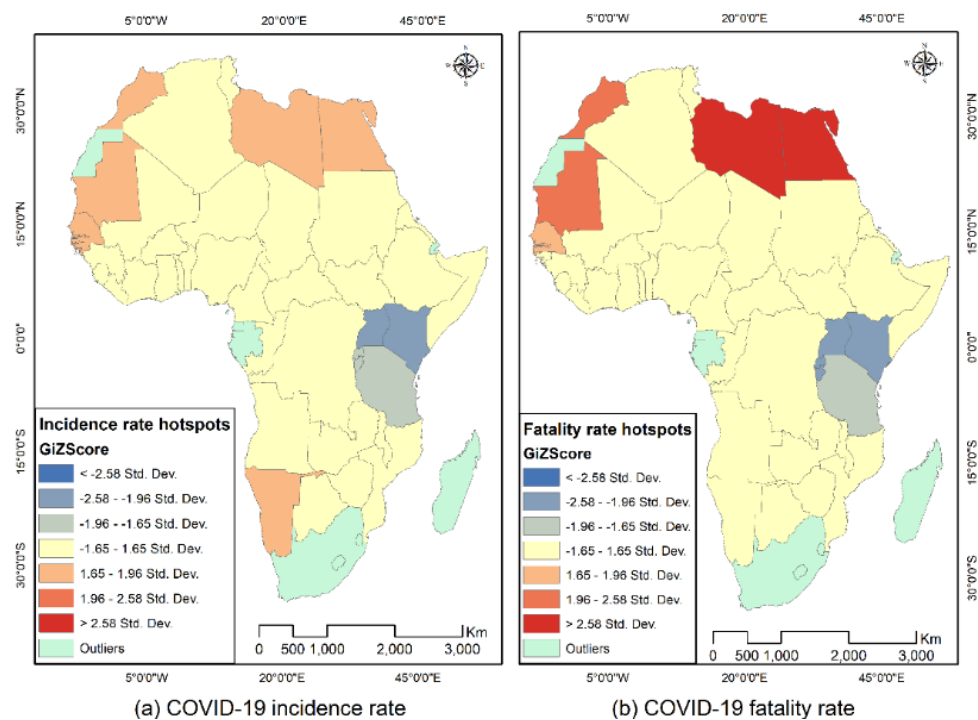 5°0'0"W 20°0'0"E 45°0'0"E 5°0'0"W 20°0'0"E 45°0'0"E
N
W E
S
N
W E
S
30°0'0"N
15°0'0"N
0°0'0"
15°0'0"S
30°0'0"S
30°0'0"N
15°0'0"N
0°0'0"
15°0'0"S
30°0'0"S
Incidence rate hotspots
GiZScore
< -2.58 Std. Dev.
-2.58 - -1.96 Std. Dev.
-1.96 - -1.65 Std. Dev.
-1.65 - 1.65 Std. Dev.
1.65 - 1.96 Std. Dev.
1.96 - 2.58 Std. Dev.
> 2.58 Std. Dev.
Outliers
Km
0 500 1,000 2,000 3,000
Fatality rate hotspots
GiZScore
< -2.58 Std. Dev.
-2.58 - -1.96 Std. Dev.
-1.96 - -1.65 Std. Dev.
-1.65 - 1.65 Std. Dev.
1.65 - 1.96 Std. Dev.
1.96 - 2.58 Std. Dev.
> 2.58 Std. Dev.
Outliers
Km
0 500 1,000 2,000 3,000
5°0'0"W 20°0'0"E 45°0'0"E 5°0'0"W 20°0'0"E 45°0'0"E
(a) COVID-19 incidence rate
(b) COVID-19 fatality rate